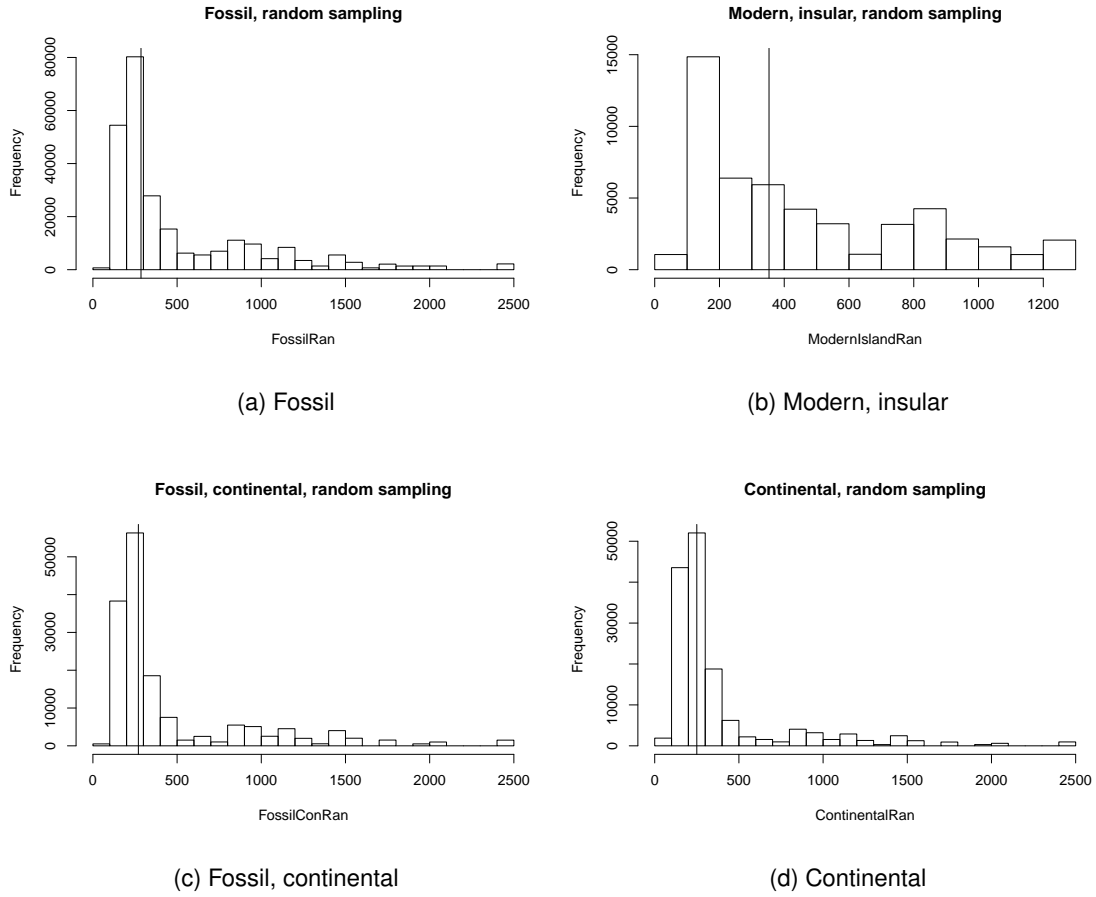 Fossil, random sampling
Frequency
0 20000 40000 60000 80000
0 500 1000 1500 2000 2500
FossilRan
(a) Fossil
Modern, insular, random sampling
Frequency
0 5000 10000 15000
0 200 400 600 800 1000 1200
ModernIslandRan
(b) Modern, insular
Fossil, continental, random sampling
Frequency
0 10000 30000 50000
0 500 1000 1500 2000 2500
FossilConRan
(c) Fossil, continental
Continental, random sampling
Frequency
0 10000 30000 50000
0 500 1000 1500 2000 2500
ContinentalRan
(d) Continental